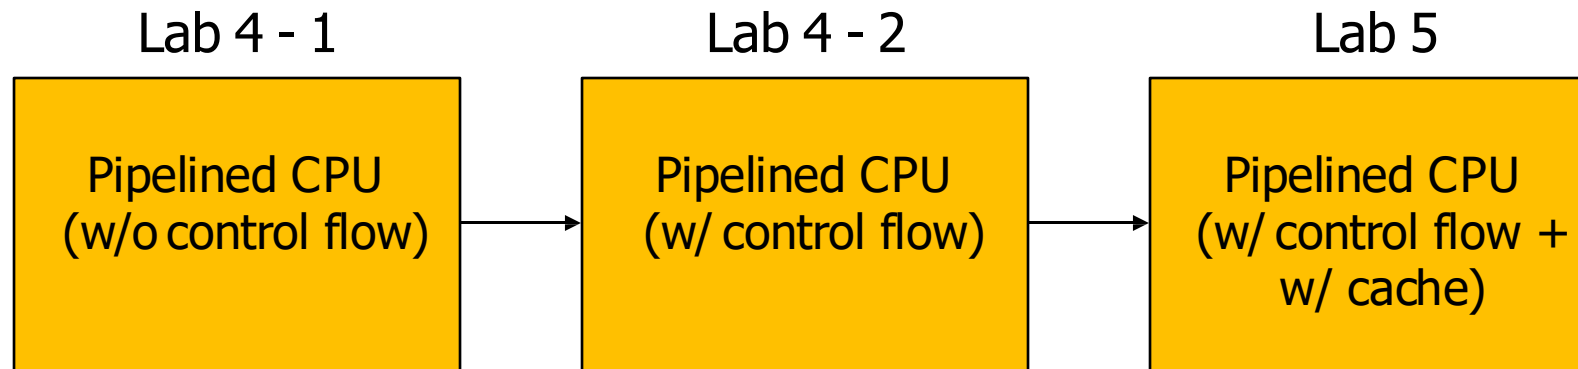 Lab 4 - 1
Pipelined CPU
(w/o control flow)
Lab 4 - 2
Pipelined CPU
(w/ control flow)
Lab 5
Pipelined CPU
(w/ control flow +
w/ cache)